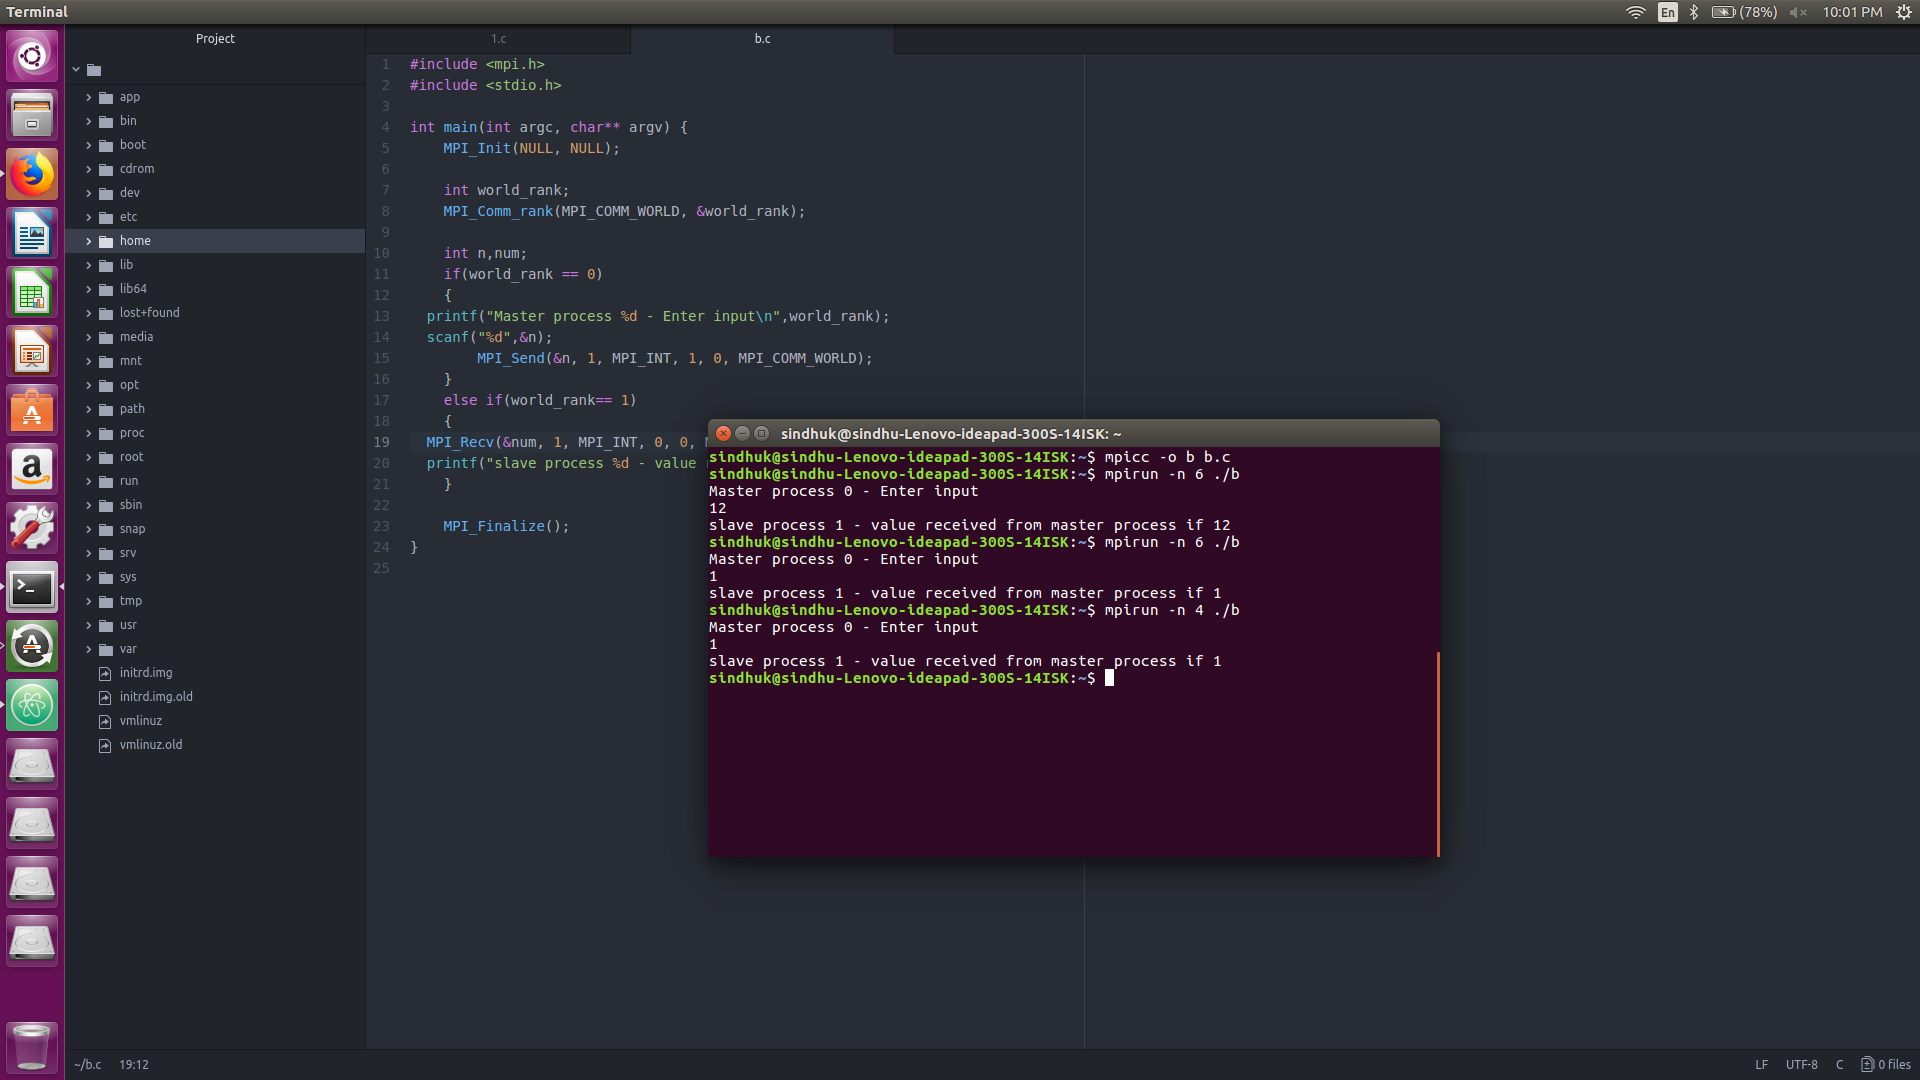 Terminal
En
(78%)
10:01 PM
Project
app
bin
boot
cdrom
dev
etc
home
lib
lib64
lost+found
media
mnt
opt
path
proc
root
run
sbin
snap
srv
sys
tmp
usr
var
initrd.img
initrd.img.old
vmlinuz
vmlinuz.old
1.c
b.c
1 #include <mpi.h>
2 #include <stdio.h>
3
4 int main(int argc, char** argv) {
5 MPI_Init(NULL, NULL);
6
7 int world_rank;
8 MPI_Comm_rank(MPI_COMM_WORLD, &world_rank);
9
10 int n,num;
11 if(world_rank == 0)
12 {
13 printf("Master process %d - Enter input\n",world_rank);
14 scanf("%d",&n);
15 MPI_Send(&n, 1, MPI_INT, 1, 0, MPI_COMM_WORLD);
16 }
17 else if(world_rank== 1)
18 {
19 MPI_Recv(&num, 1, MPI_INT, 0, 0,
20 printf("slave process %d - value
21 }
22
23 MPI_Finalize();
24 }
25
sindhuk@sindhu-Lenovo-ideapad-300S-14ISK: ~
sindhuk@sindhu-Lenovo-ideapad-300S-14ISK:~$ mpicc -o b b.c
sindhuk@sindhu-Lenovo-ideapad-300S-14ISK:~$ mpirun -n 6 ./b
Master process 0 - Enter input
12
slave process 1 - value received from master process if 12
sindhuk@sindhu-Lenovo-ideapad-300S-14ISK:~$ mpirun -n 6 ./b
Master process 0 - Enter input
1
slave process 1 - value received from master process if 1
sindhuk@sindhu-Lenovo-ideapad-300S-14ISK:~$ mpirun -n 4 ./b
Master process 0 - Enter input
1
slave process 1 - value received from master process if 1
sindhuk@sindhu-Lenovo-ideapad-300S-14ISK:~$
~/b.c
19:12
LF
UTF-8
C
0 files